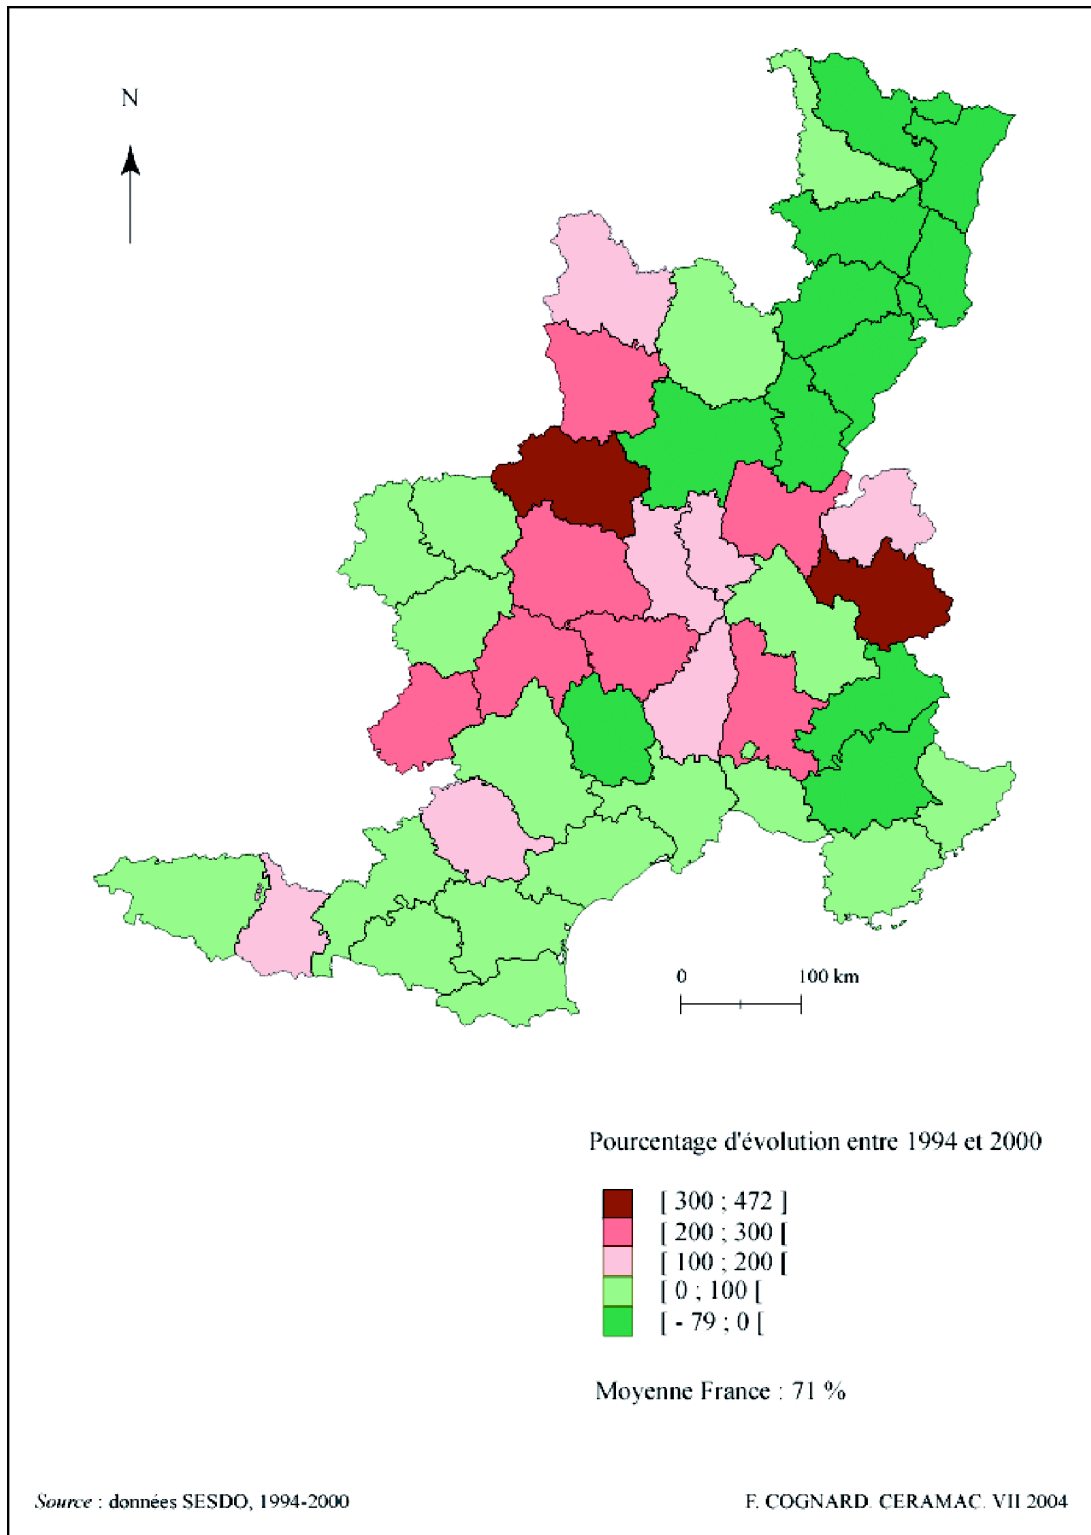 N
0 100 km
Pourcentage d'évolution entre 1994 et 2000
[ 300 ; 472 ]
[ 200 ; 300 [
[ 100 ; 200 [
[ 0 ; 100 [
[ - 79 ; 0 [
Moyenne France : 71 %
Source : données SESDO, 1994-2000 F. COGNARD. CERAMAC. VII 2004